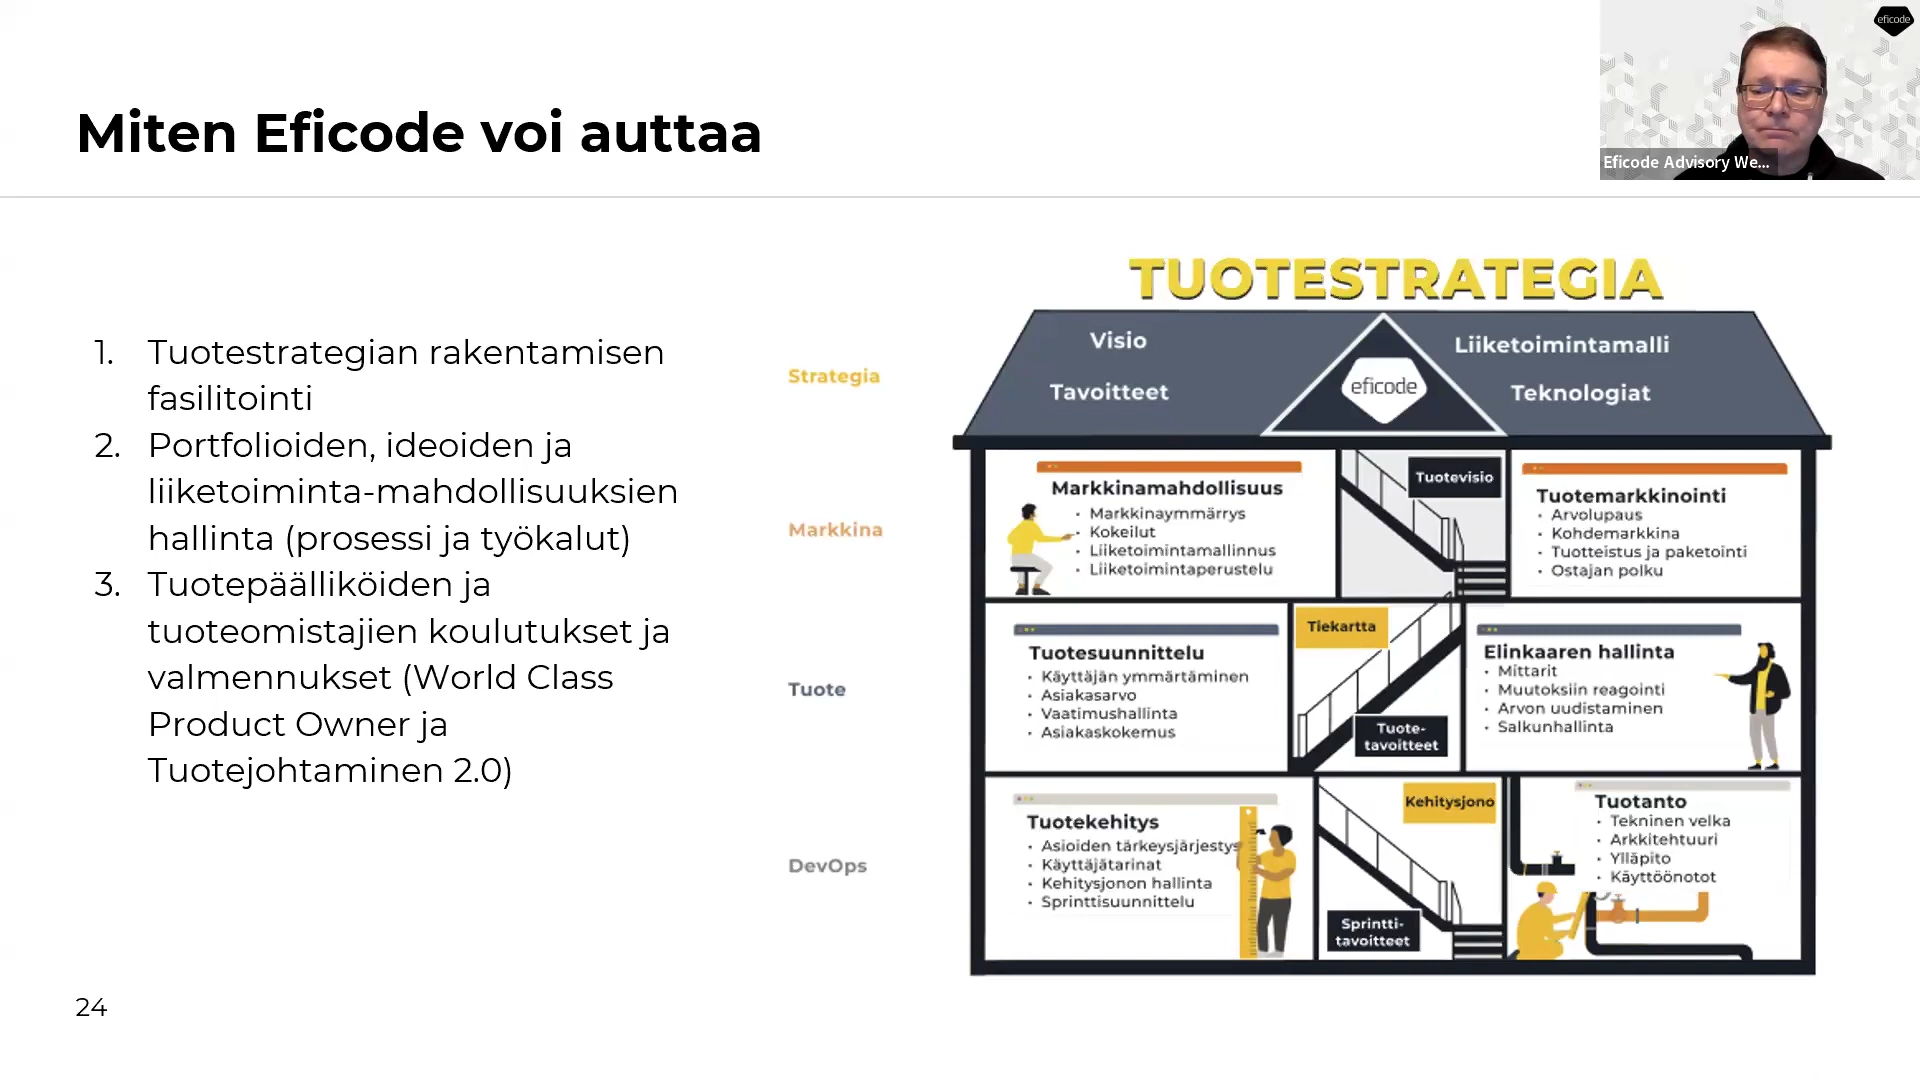 Miten Eficode voi auttaa
eficode
Eficode Advisory We...
1. Tuotestrategian rakentamisen
fasilitointi
2. Portfolioiden, ideoiden ja
liiketoiminta-mahdollisuuksien
hallinta (prosessi ja työkalut)
3. Tuotepäälliköiden ja
tuoteomistajien koulutukset ja
valmennukset (World Class
Product Owner ja
Tuotejohtaminen 2.0)
TUOTESTRATEGIA
Strategia
Visio
Tavoitteet
eficode
Liiketoimintamalli
Teknologiat
Markkina
Markkinamahdollisuus
• Markkinaymmärrys
• Kokeilut
• Liiketoimintamallinnus
• Liiketoimintaperustelu
Tuotevisio
Tuotemarkkinointi
• Arvolupaus
• Kohdemarkkina
• Tuotteistus ja paketointi
• Ostajan polku
Tuote
Tuotesuunnittelu
• Käyttäjän ymmärtäminen
• Asiakasarvo
• Vaatimushallinta
• Asiakaskokemus
Tiekartta
Tuote-
tavoitteet
Elinkaaren hallinta
• Mittarit
• Muutoksiin reagointi
• Arvon uudistaminen
• Salkunhallinta
DevOps
Tuotekehitys
• Asioiden tärkeysjärjestys
• Käyttäjätarinat
• Kehitysjonon hallinta
• Sprinttisuunnittelu
Kehitysjono
Sprintti-
tavoitteet
Tuotanto
• Tekninen velka
• Arkkitehtuuri
• Ylläpito
• Käyttöönotot
24